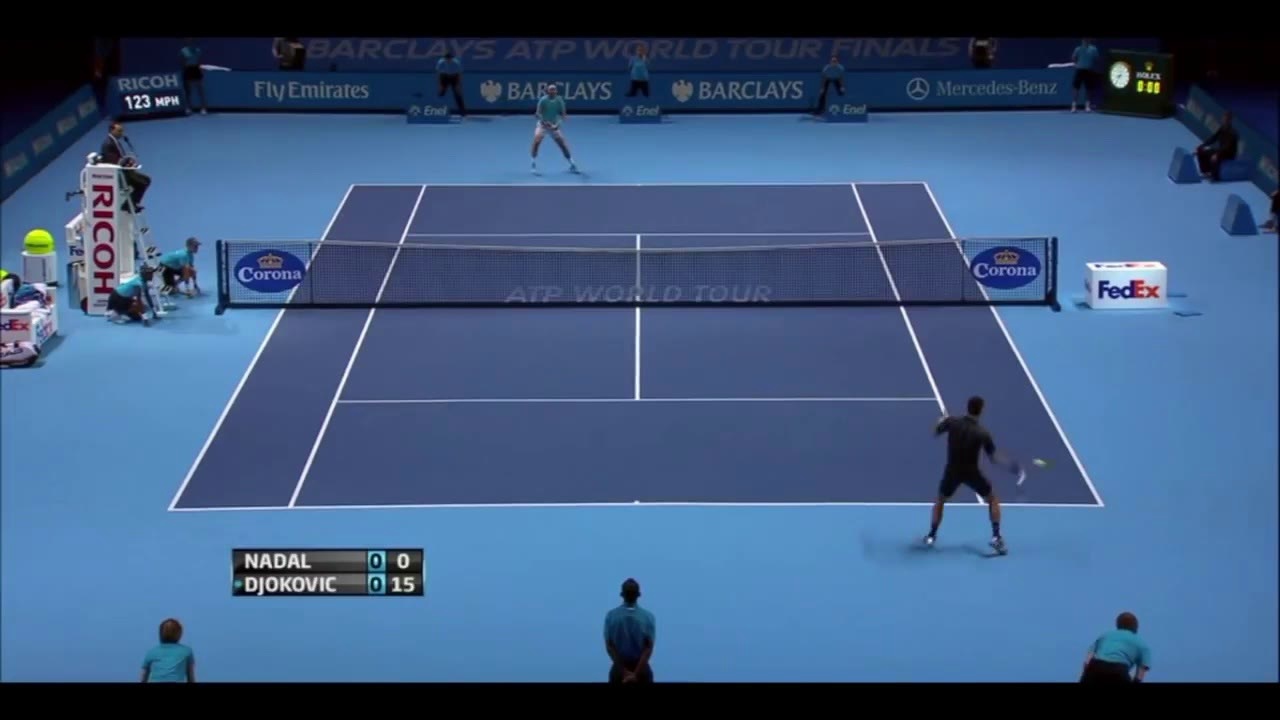 BARCLAYS ATP WORLD TOUR FINALS
RICOH
123 MPH
Fly Emirates
BARCLAYS
BARCLAYS
Mercedes-Benz
ROLEX
0:00
Enel
Enel
Enel
RICOH
Corona
Corona
ATP WORLD TOUR
FedEx
FedEx
NADAL 0 0
DJOKOVIC 0 15